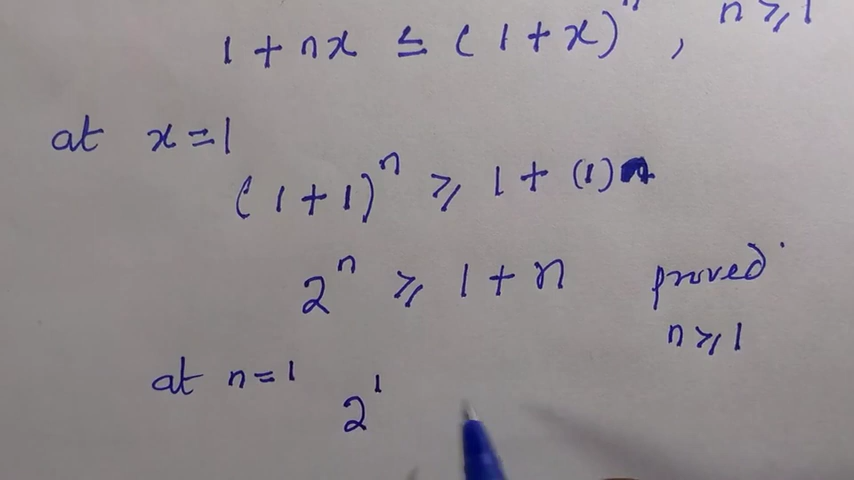 1 + nx ≤ (1+x)^n , n ≥ 1
at x = 1
(1+1)^n ≥ 1 + (1)n
2^n ≥ 1 + n proved
n ≥ 1
at n = 1
2^1